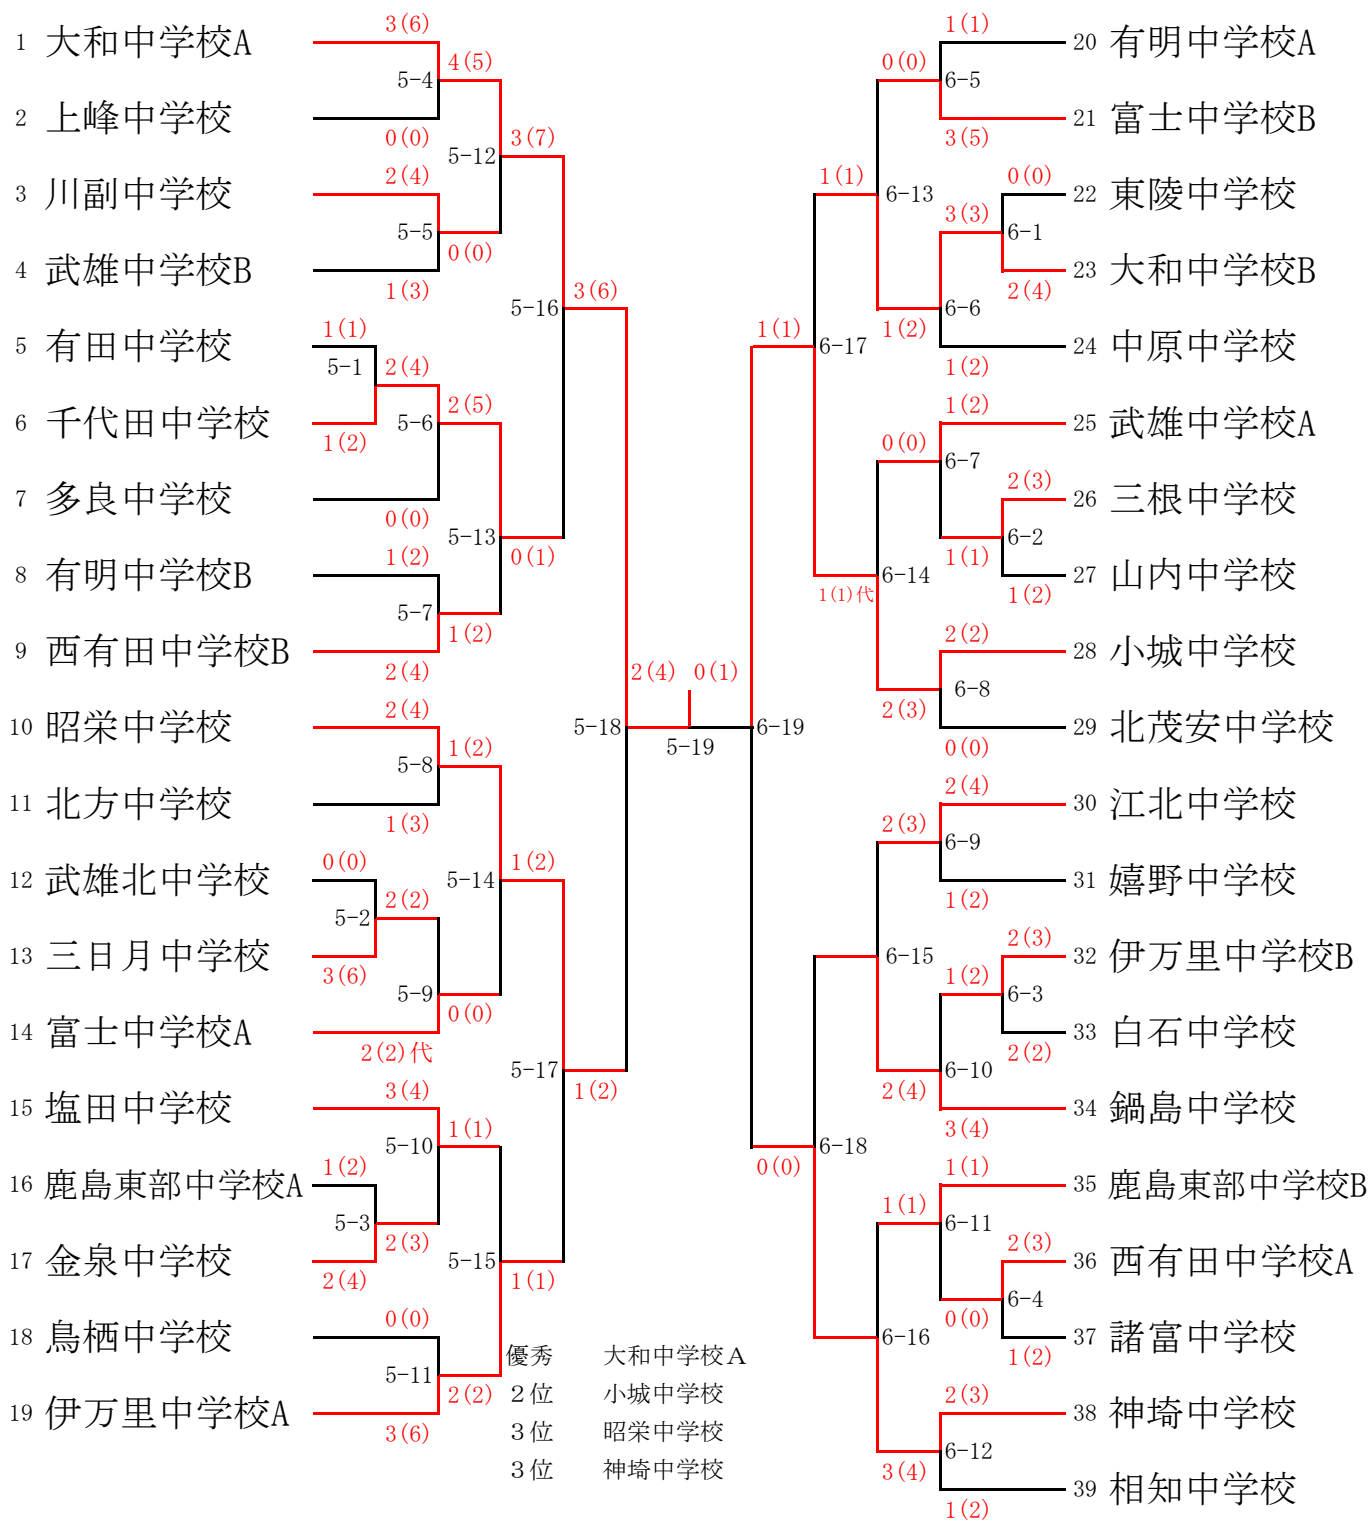 1 大和中学校A
3(6)
5-4
4(5)
2 上峰中学校
0(0)
5-12
3(7)
3 川副中学校
2(4)
5-5
0(0)
4 武雄中学校B
1(3)
5-16
3(6)
5 有田中学校
1(1)
5-1
2(4)
6 千代田中学校
1(2)
5-6
2(5)
7 多良中学校
0(0)
5-13
0(1)
8 有明中学校B
1(2)
5-7
1(2)
9 西有田中学校B
2(4)
2(4) 0(1)
5-18
5-19
6-19
10 昭栄中学校
2(4)
5-8
1(2)
11 北方中学校
1(3)
12 武雄北中学校
0(0)
5-2
2(2)
5-14
1(2)
13 三日月中学校
3(6)
5-9
0(0)
14 富士中学校A
2(2)代
5-17
1(2)
15 塩田中学校
3(4)
5-10
1(1)
16 鹿島東部中学校A
1(2)
5-3
2(3)
17 金泉中学校
2(4)
5-15
1(1)
18 鳥栖中学校
0(0)
5-11
2(2)
19 伊万里中学校A
3(6)
優秀 大和中学校A
2位 小城中学校
3位 昭栄中学校
3位 神埼中学校
1(1)
20 有明中学校A
0(0)
6-5
21 富士中学校B
3(5)
1(1)
6-13
0(0)
22 東陵中学校
3(3)
6-1
23 大和中学校B
2(4)
6-6
1(2)
24 中原中学校
1(2)
1(1)
6-17
1(2)
25 武雄中学校A
0(0)
6-7
2(3)
26 三根中学校
6-2
1(1)
27 山内中学校
1(2)
6-14
1(1)代
2(2)
28 小城中学校
6-8
2(3)
29 北茂安中学校
0(0)
2(4)
30 江北中学校
2(3)
6-9
31 嬉野中学校
1(2)
6-15
2(3)
32 伊万里中学校B
1(2)
6-3
33 白石中学校
2(2)
6-10
2(4)
34 鍋島中学校
3(4)
6-18
0(0)
1(1)
35 鹿島東部中学校B
1(1)
6-11
2(3)
36 西有田中学校A
6-4
0(0)
37 諸富中学校
1(2)
6-16
2(3)
38 神埼中学校
6-12
3(4)
39 相知中学校
1(2)